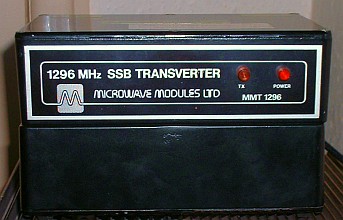 1296 MHz SSB TRANSVERTER
MICROWAVE MODULES LTD
TX POWER
MMT 1296